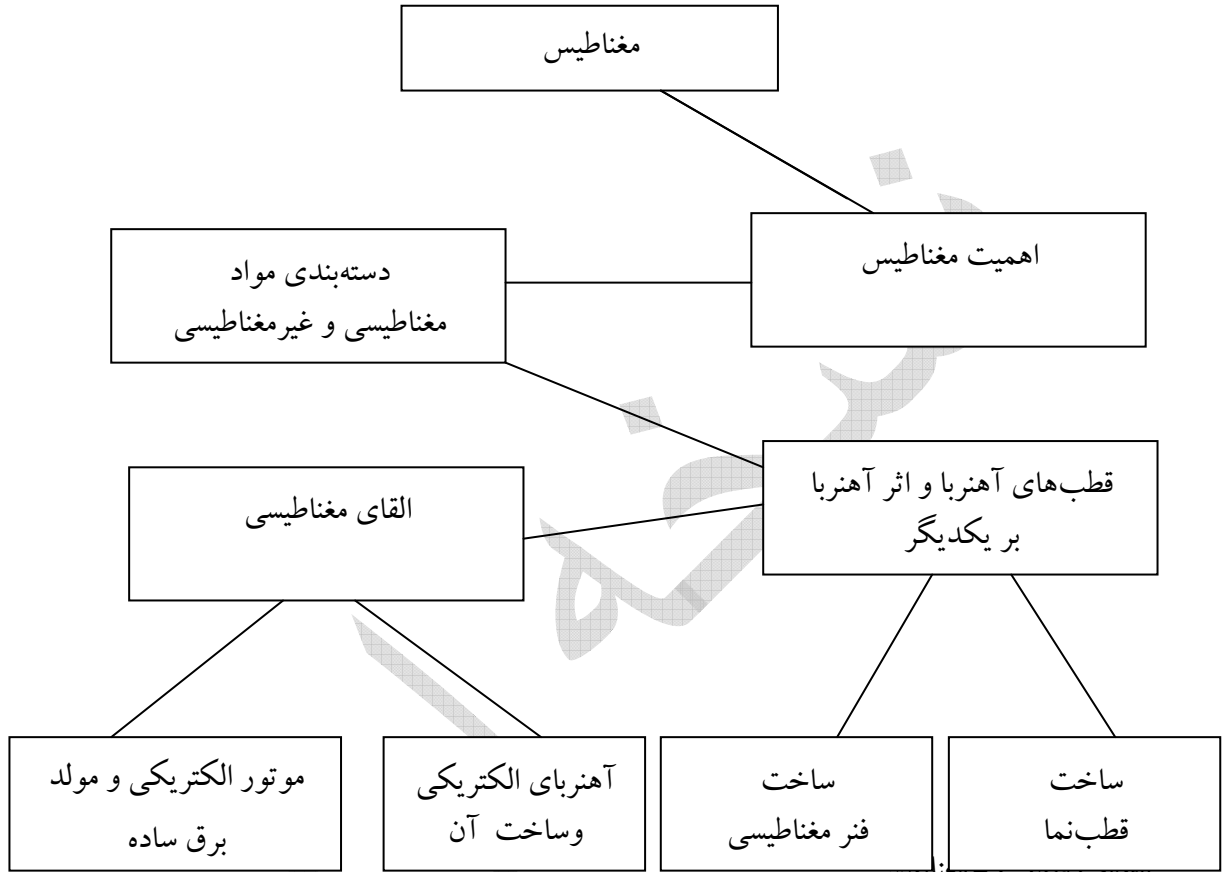 مغناطیس
اهمیت مغناطیس
دسته‌بندی مواد
مغناطیسی و غیرمغناطیسی
قطب‌های آهنربا و اثر آهنربا
بر یکدیگر
القای مغناطیسی
ساخت
قطب‌نما
ساخت
فنر مغناطیسی
آهنربای الکتریکی
وساخت آن
موتور الکتریکی و مولد
برق ساده